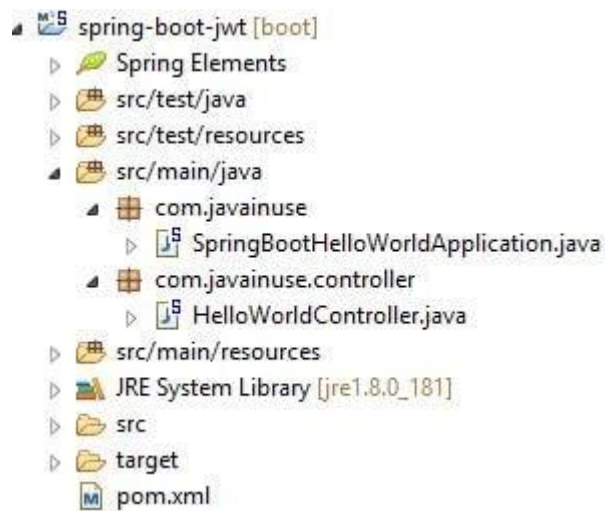 spring-boot-jwt [boot]
Spring Elements
src/test/java
src/test/resources
src/main/java
com.javainuse
SpringBootHelloWorldApplication.java
com.javainuse.controller
HelloWorldController.java
src/main/resources
JRE System Library [jre1.8.0_181]
src
target
pom.xml